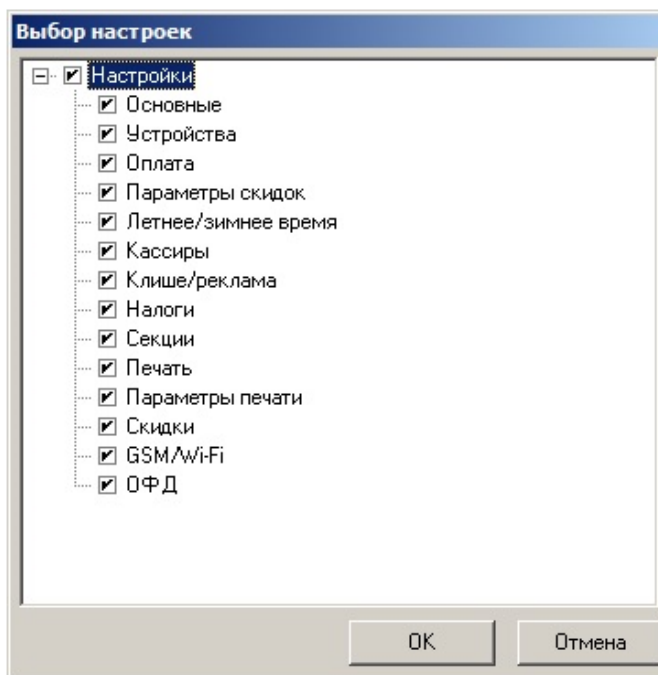 Выбор настроек
Настройки
Основные
Устройства
Оплата
Параметры скидок
Летнее/зимнее время
Кассиры
Клише/реклама
Налоги
Секции
Печать
Параметры печати
Скидки
GSM/Wi-Fi
ОФД
OK
Отмена